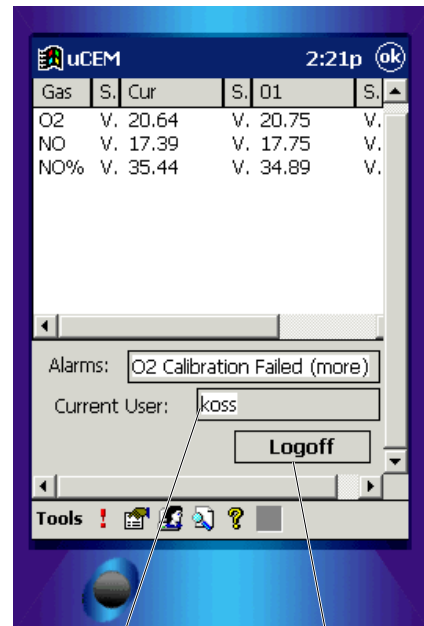 uCEM 2:21p ok
Gas S. Cur S. 01 S.
O2 V. 20.64 V. 20.75 V.
NO V. 17.39 V. 17.75 V.
NO% V. 35.44 V. 34.89 V.
Alarms: O2 Calibration Failed (more)
Current User: koss
Logoff
Tools